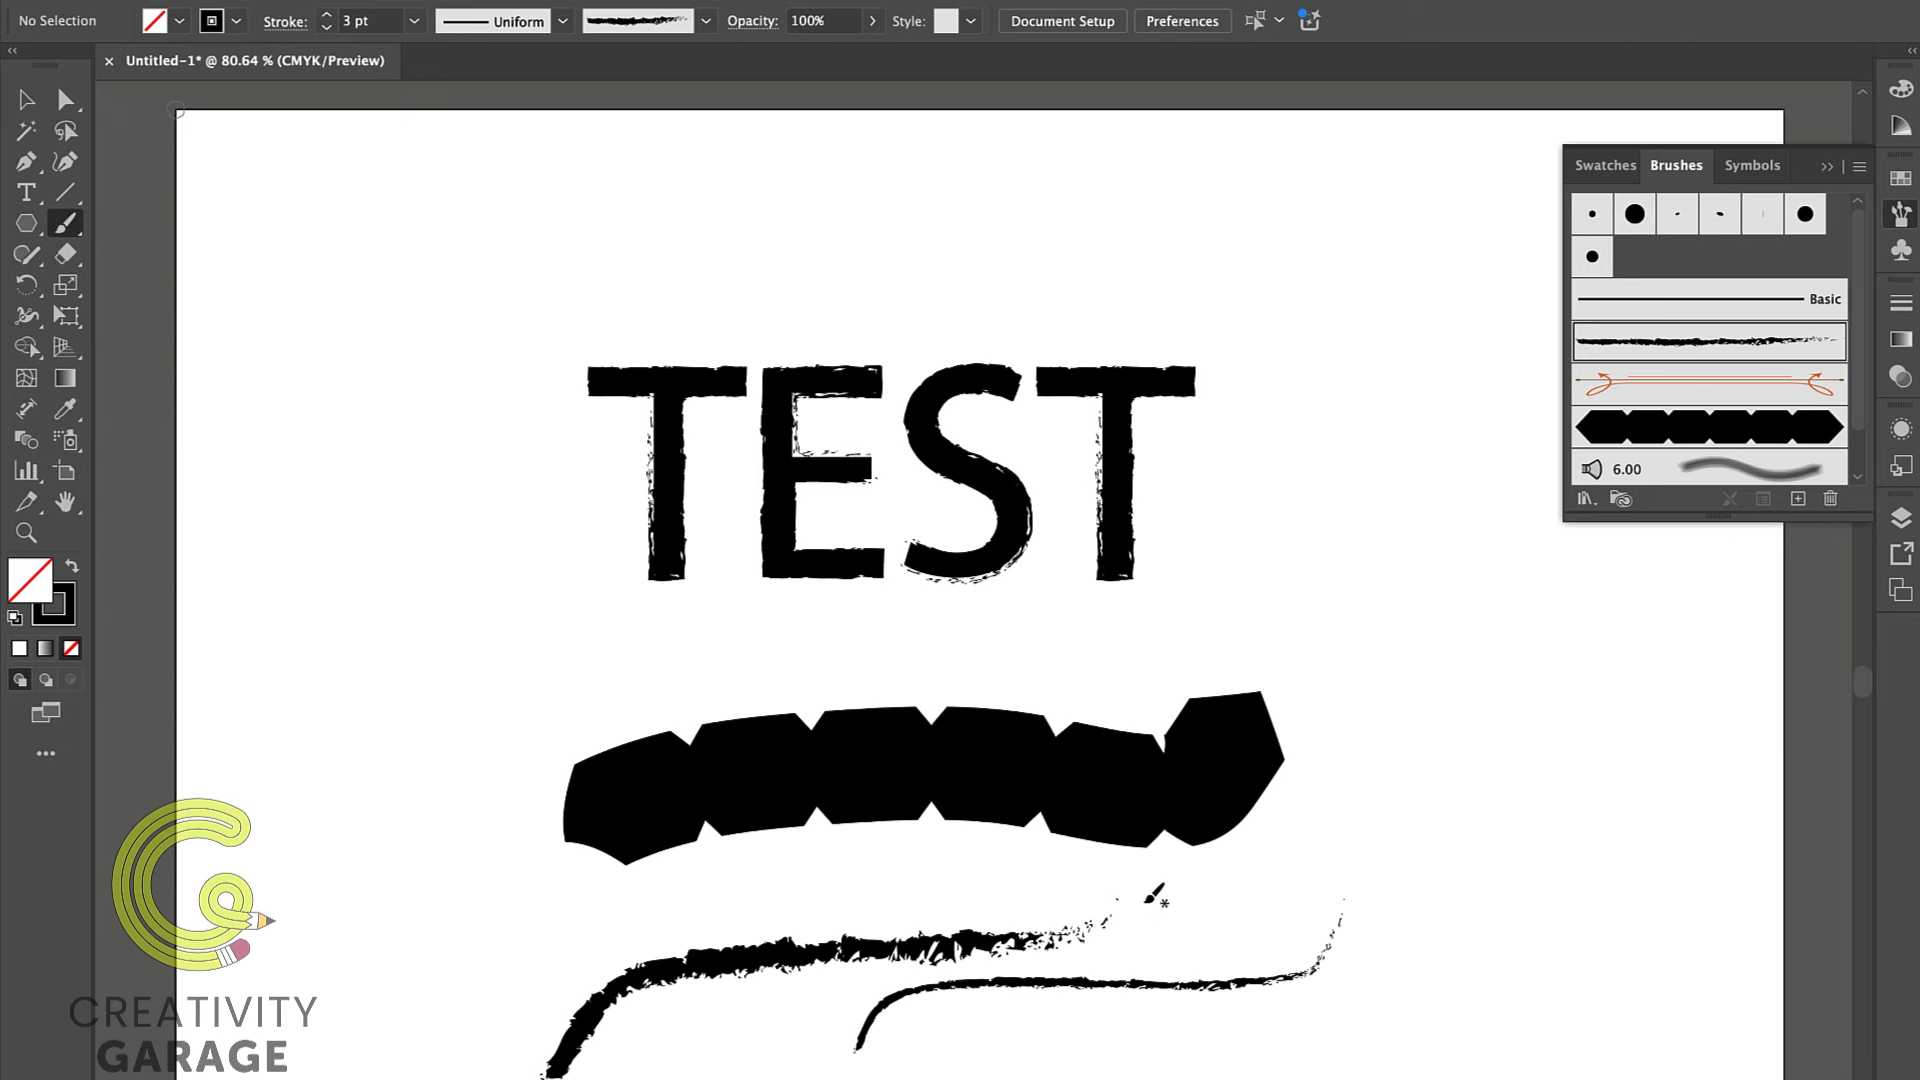 No Selection
Stroke:
3 pt
Uniform
Opacity:
100%
Style:
Document Setup
Preferences
Untitled-1* @ 80.64 % (CMYK/Preview)
Swatches
Brushes
Symbols
Basic
6.00
TEST
CREATIVITY
GARAGE